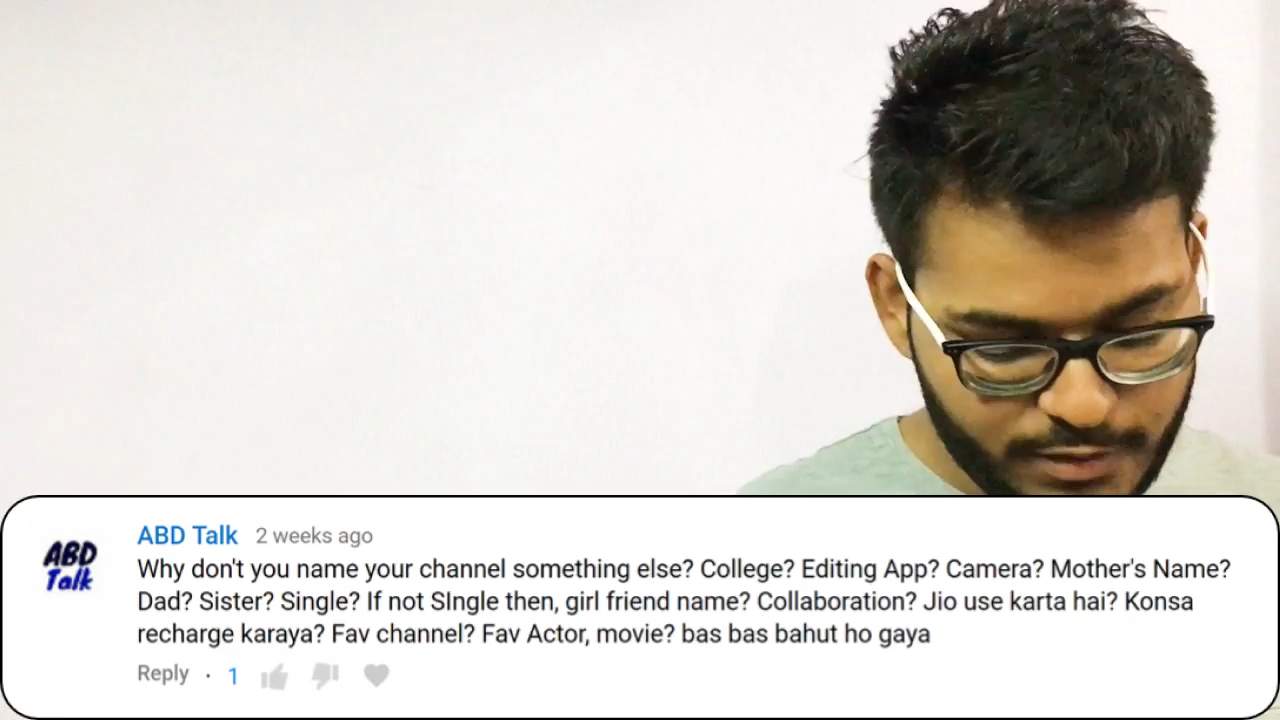 ABD
Talk
ABD Talk 2 weeks ago
Why don't you name your channel something else? College? Editing App? Camera? Mother's Name?
Dad? Sister? Single? If not SIngle then, girl friend name? Collaboration? Jio use karta hai? Konsa
recharge karaya? Fav channel? Fav Actor, movie? bas bas bahut ho gaya
Reply · 1